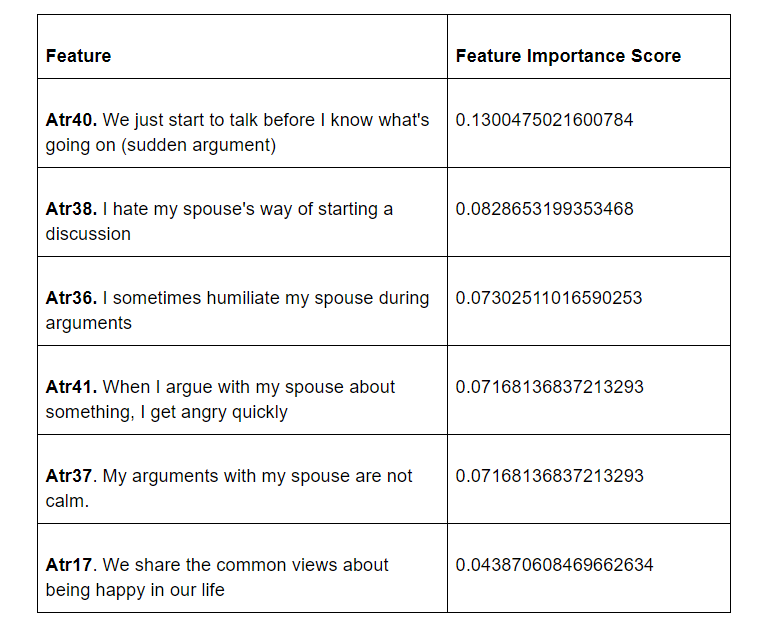 Feature
Feature Importance Score
Atr40. We just start to talk before I know what's
going on (sudden argument)
0.1300475021600784
Atr38. I hate my spouse's way of starting a
discussion
0.0828653199353468
Atr36. I sometimes humiliate my spouse during
arguments
0.07302511016590253
Atr41. When I argue with my spouse about
something, I get angry quickly
0.07168136837213293
Atr37. My arguments with my spouse are not
calm.
0.07168136837213293
Atr17. We share the common views about
being happy in our life
0.043870608469662634